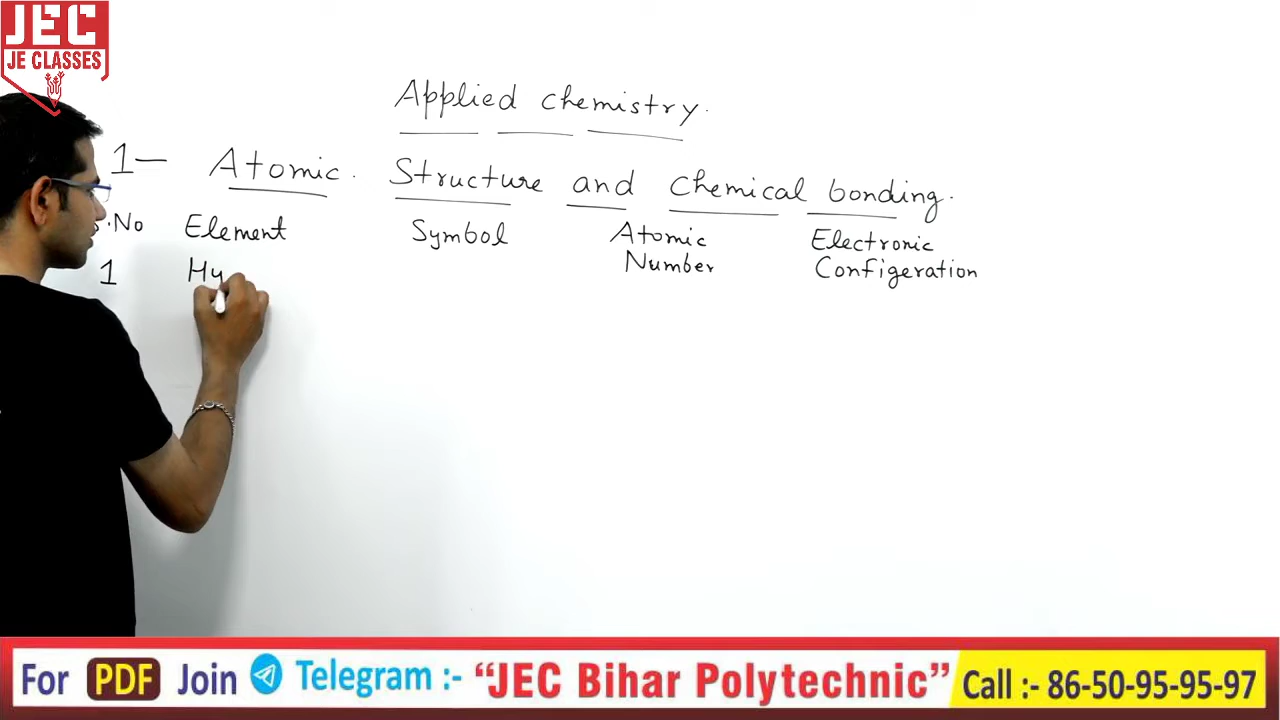 JEC
JE CLASSES
Applied chemistry.
1— Atomic. Structure and Chemical bonding.
.No Element Symbol Atomic Number Electronic Configeration
1 Hy
For PDF Join Telegram :- “JEC Bihar Polytechnic” Call :- 86-50-95-95-97